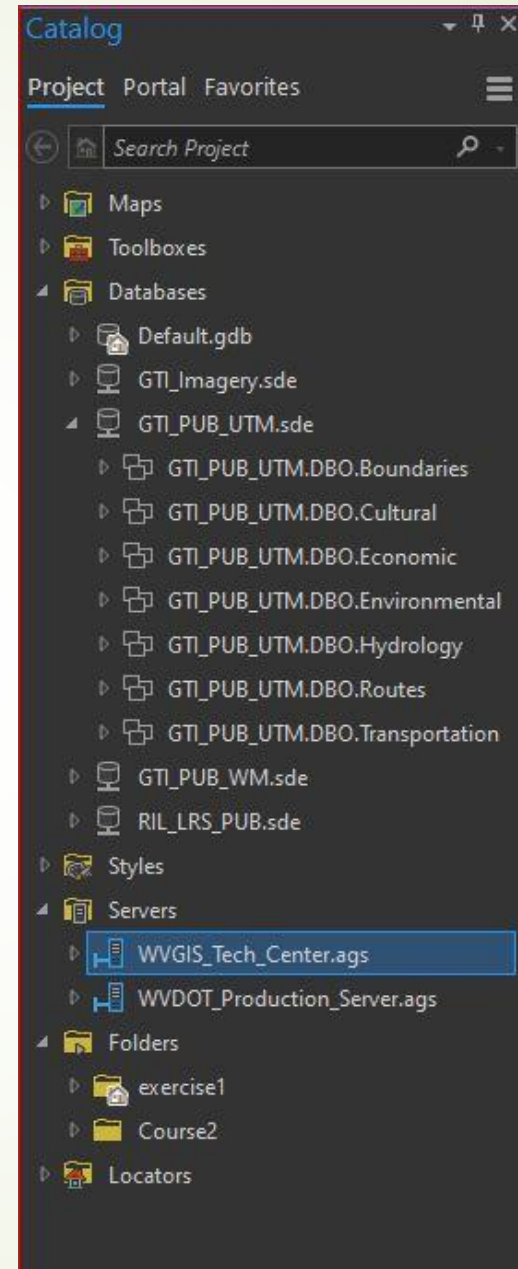 Catalog
Project Portal Favorites
Search Project
Maps
Toolboxes
Databases
Default.gdb
GTI_Imagery.sde
GTI_PUB_UTM.sde
GTI_PUB_UTM.DBO.Boundaries
GTI_PUB_UTM.DBO.Cultural
GTI_PUB_UTM.DBO.Economic
GTI_PUB_UTM.DBO.Environmental
GTI_PUB_UTM.DBO.Hydrology
GTI_PUB_UTM.DBO.Routes
GTI_PUB_UTM.DBO.Transportation
GTI_PUB_WM.sde
RIL_LRS_PUB.sde
Styles
Servers
WVGIS_Tech_Center.ags
WVDOT_Production_Server.ags
Folders
exercise1
Course2
Locators